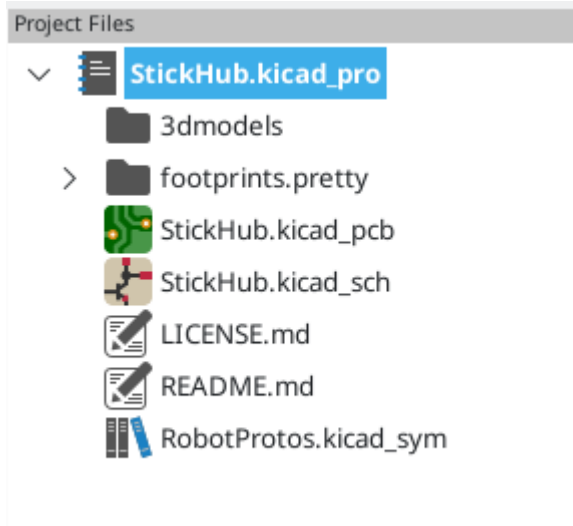 Project Files
StickHub.kicad_pro
3dmodels
footprints.pretty
StickHub.kicad_pcb
StickHub.kicad_sch
LICENSE.md
README.md
RobotProtos.kicad_sym